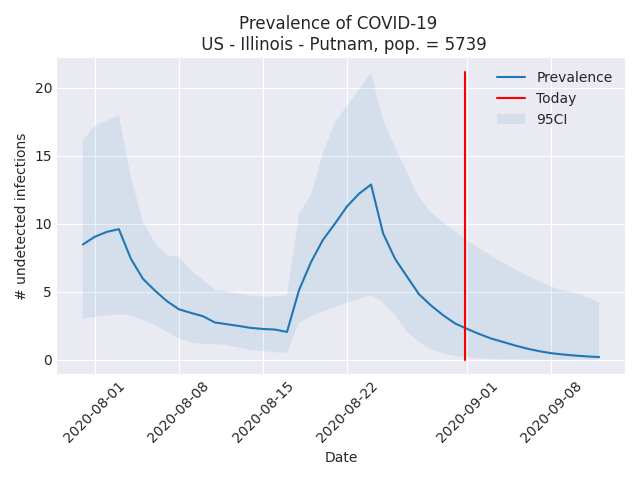 Prevalence of COVID-19
US - Illinois - Putnam, pop. = 5739
Prevalence
Today
95CI
# undetected infections
20
15
10
5
0
2020-08-01
2020-08-08
2020-08-15
2020-08-22
2020-09-01
2020-09-08
Date